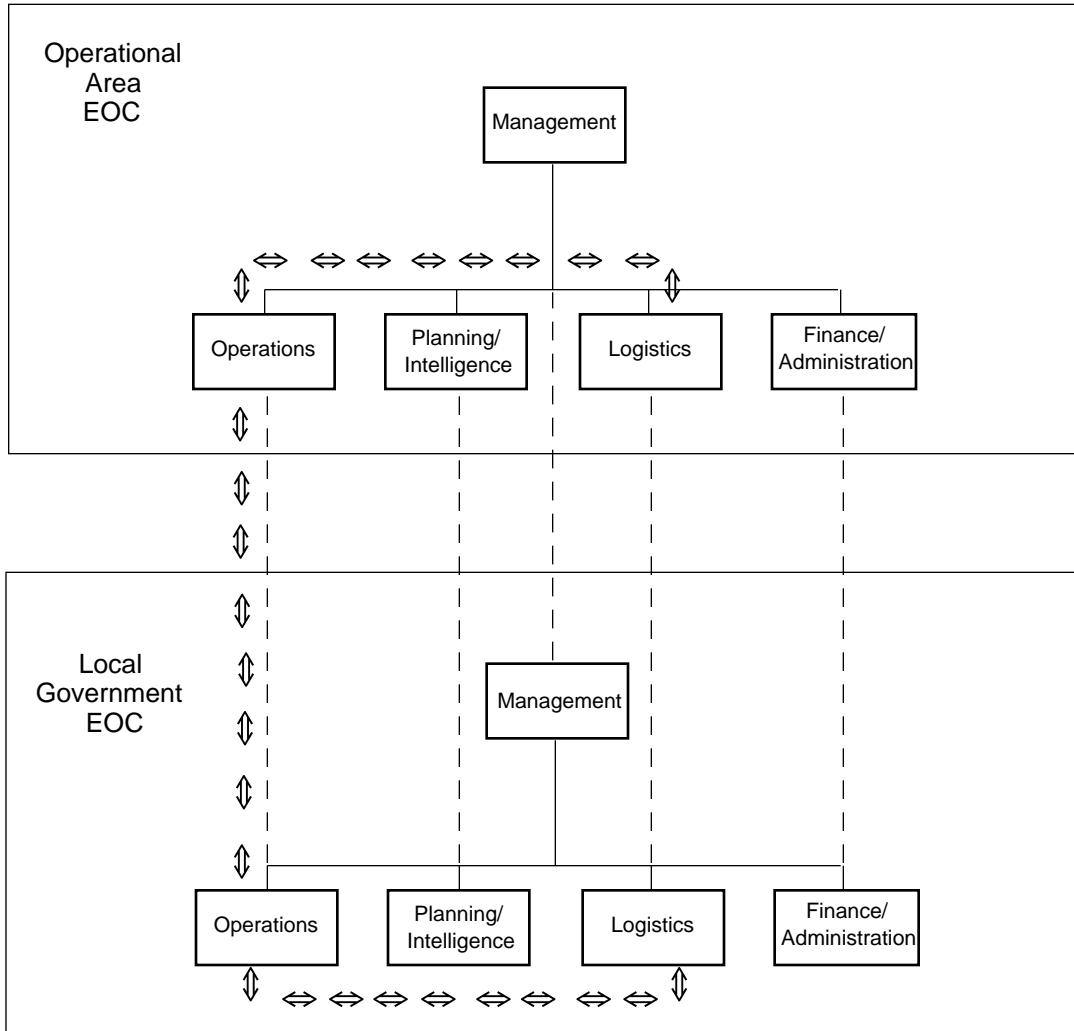 Operational
Area
EOC
Management
Operations
Planning/
Intelligence
Logistics
Finance/
Administration
Local
Government
EOC
Management
Operations
Planning/
Intelligence
Logistics
Finance/
Administration